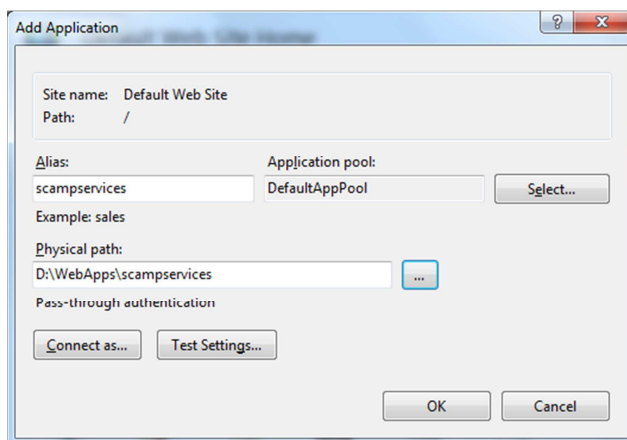 Add Application
Site name: Default Web Site
Path: /
Alias: Application pool:
scampservices DefaultAppPool Select...
Example: sales
Physical path:
D:\WebApps\scampservices ...
Pass-through authentication
Connect as... Test Settings...
OK Cancel